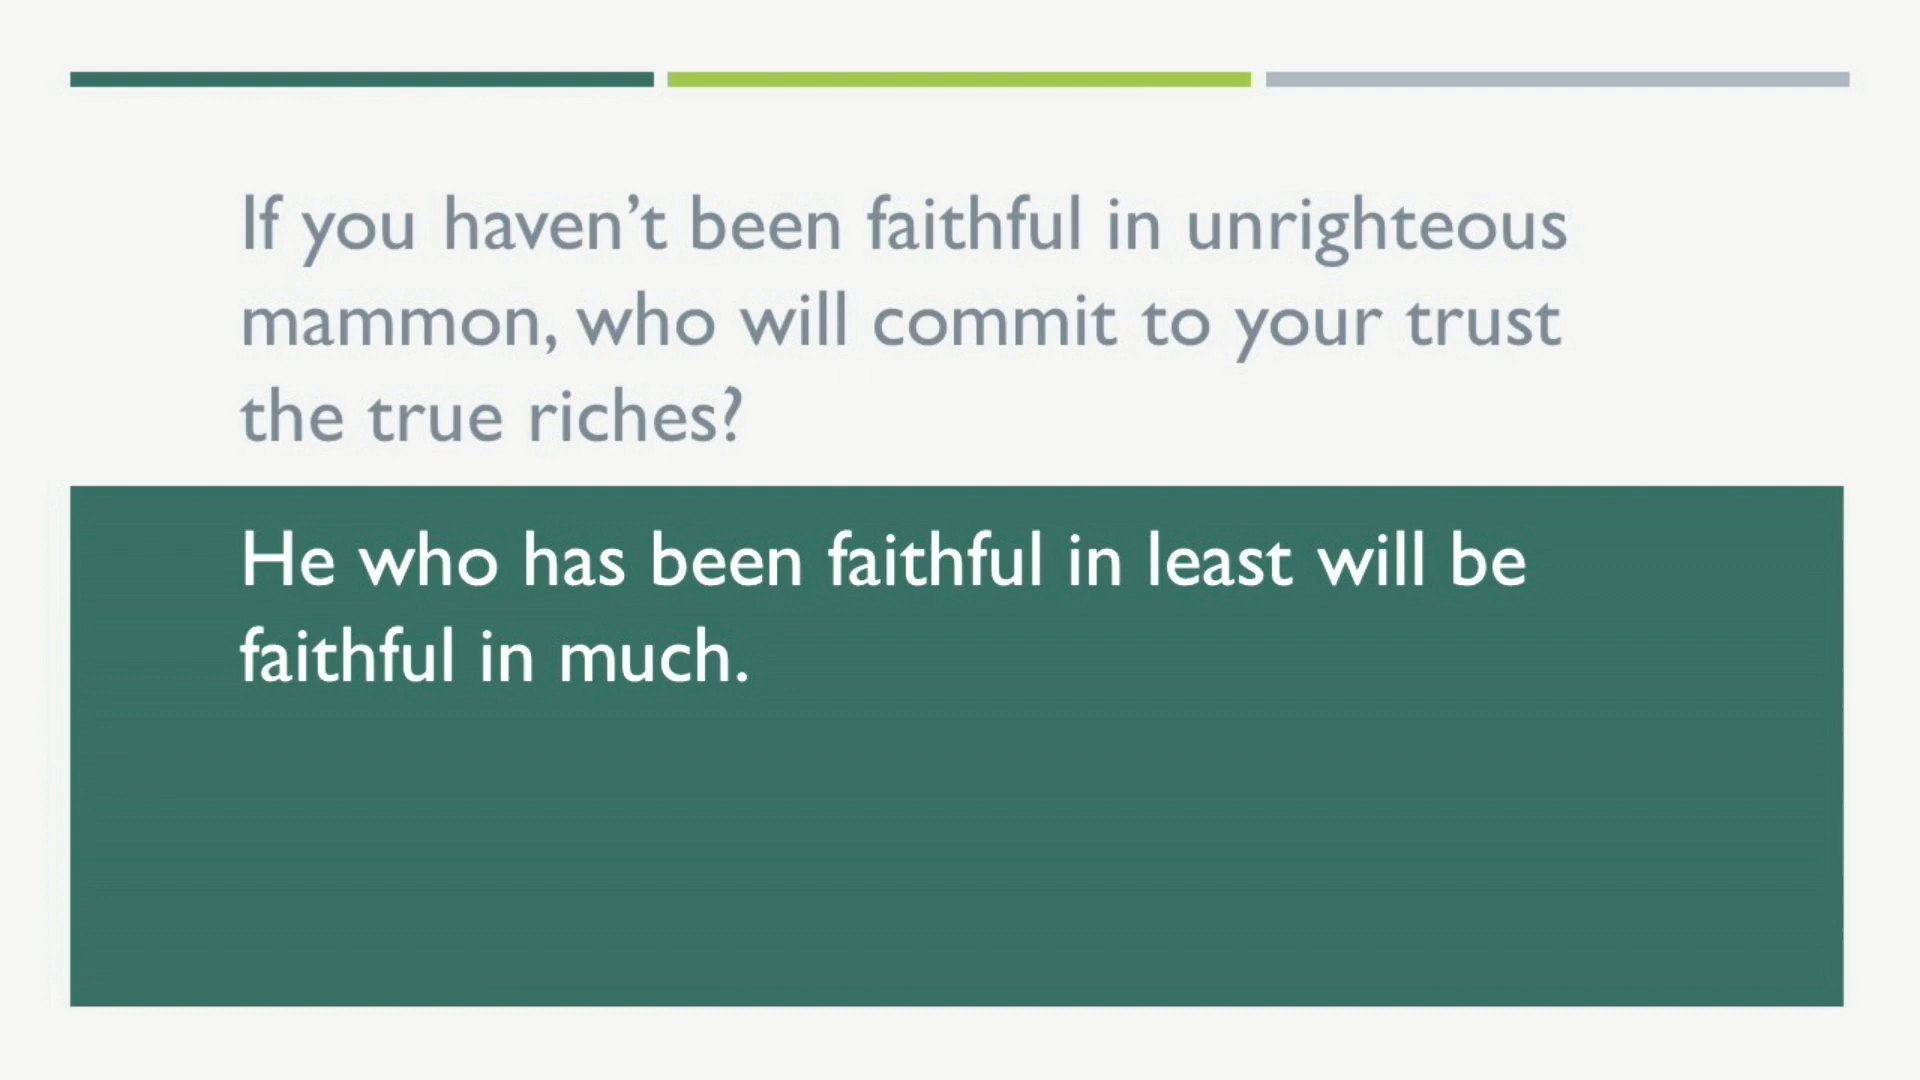 If you haven’t been faithful in unrighteous
mammon, who will commit to your trust
the true riches?
He who has been faithful in least will be
faithful in much.